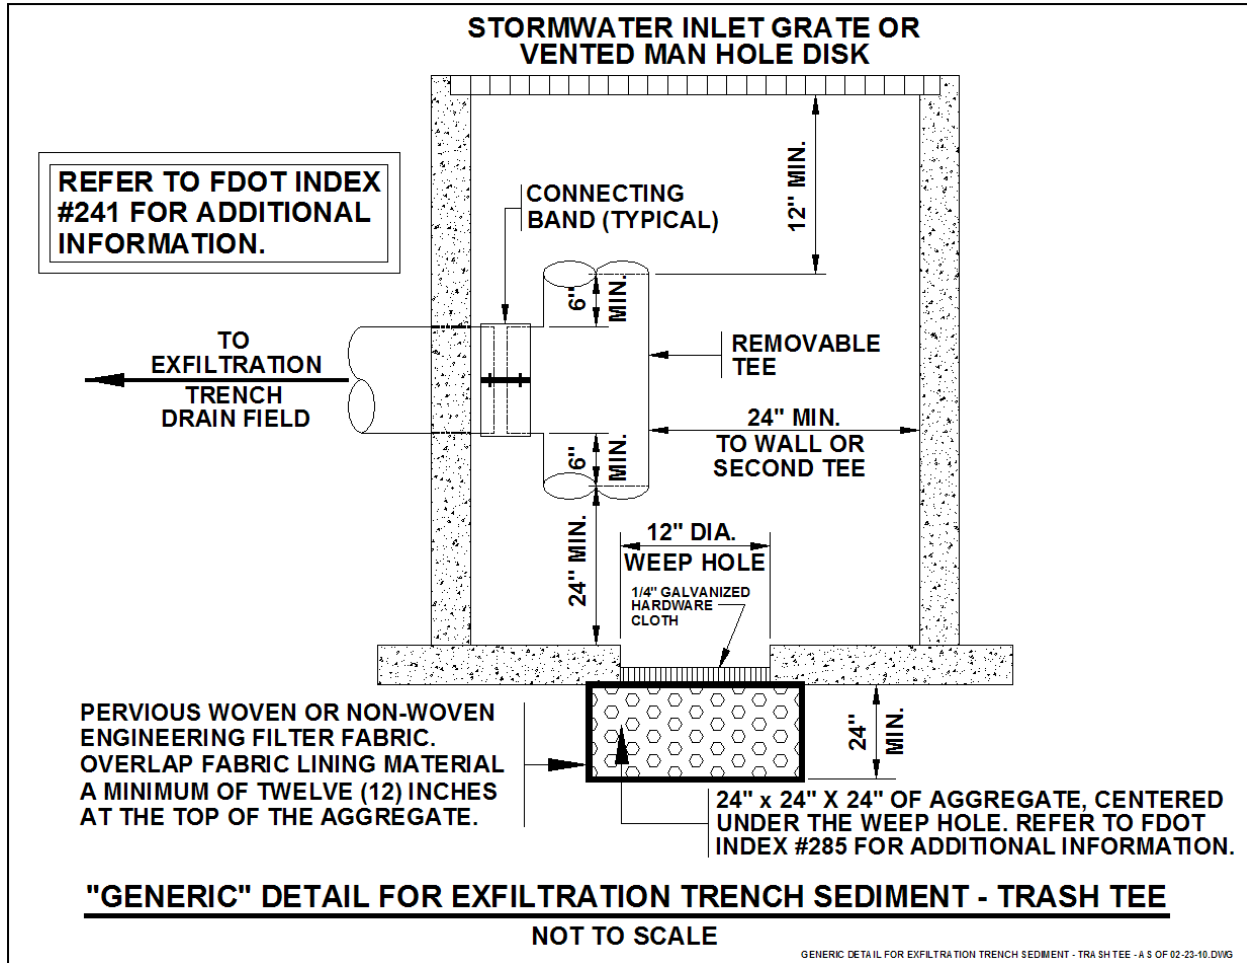 STORMWATER INLET GRATE OR
VENTED MAN HOLE DISK
REFER TO FDOT INDEX
#241 FOR ADDITIONAL
INFORMATION.
CONNECTING
BAND (TYPICAL)
12" MIN.
6"
MIN.
TO
EXFILTRATION
TRENCH
DRAIN FIELD
REMOVABLE
TEE
24" MIN.
TO WALL OR
SECOND TEE
6"
MIN.
24" MIN.
12" DIA.
WEEP HOLE
1/4" GALVANIZED
HARDWARE
CLOTH
PERVIOUS WOVEN OR NON-WOVEN
ENGINEERING FILTER FABRIC.
OVERLAP FABRIC LINING MATERIAL
A MINIMUM OF TWELVE (12) INCHES
AT THE TOP OF THE AGGREGATE.
24"
MIN.
24" x 24" X 24" OF AGGREGATE, CENTERED
UNDER THE WEEP HOLE. REFER TO FDOT
INDEX #285 FOR ADDITIONAL INFORMATION.
"GENERIC" DETAIL FOR EXFILTRATION TRENCH SEDIMENT - TRASH TEE
NOT TO SCALE
GENERIC DETAIL FOR EXFILTRATION TRENCH SEDIMENT - TRASH TEE - AS OF 02-23-10.DWG